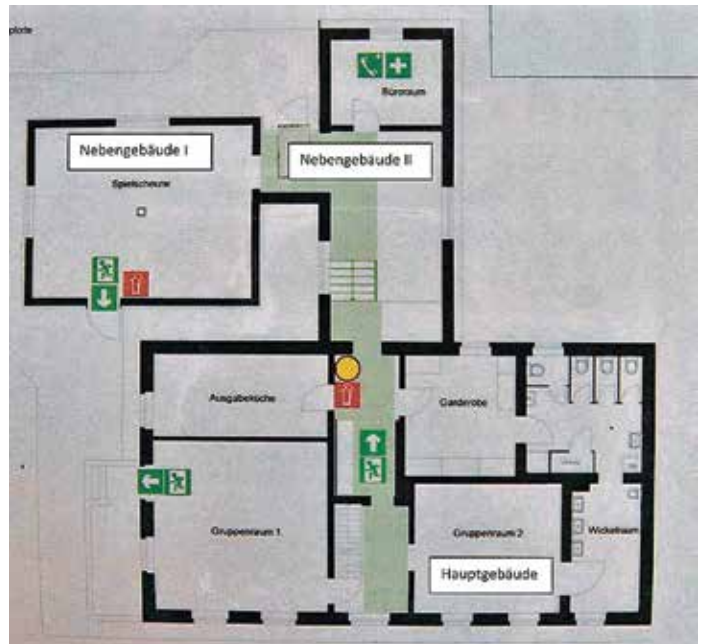 Büroraum
Nebengebäude I
Nebengebäude II
Spielscheune
Ausgabeküche
Garderobe
Gruppenraum 1
Gruppenraum 2
Wickelraum
Hauptgebäude